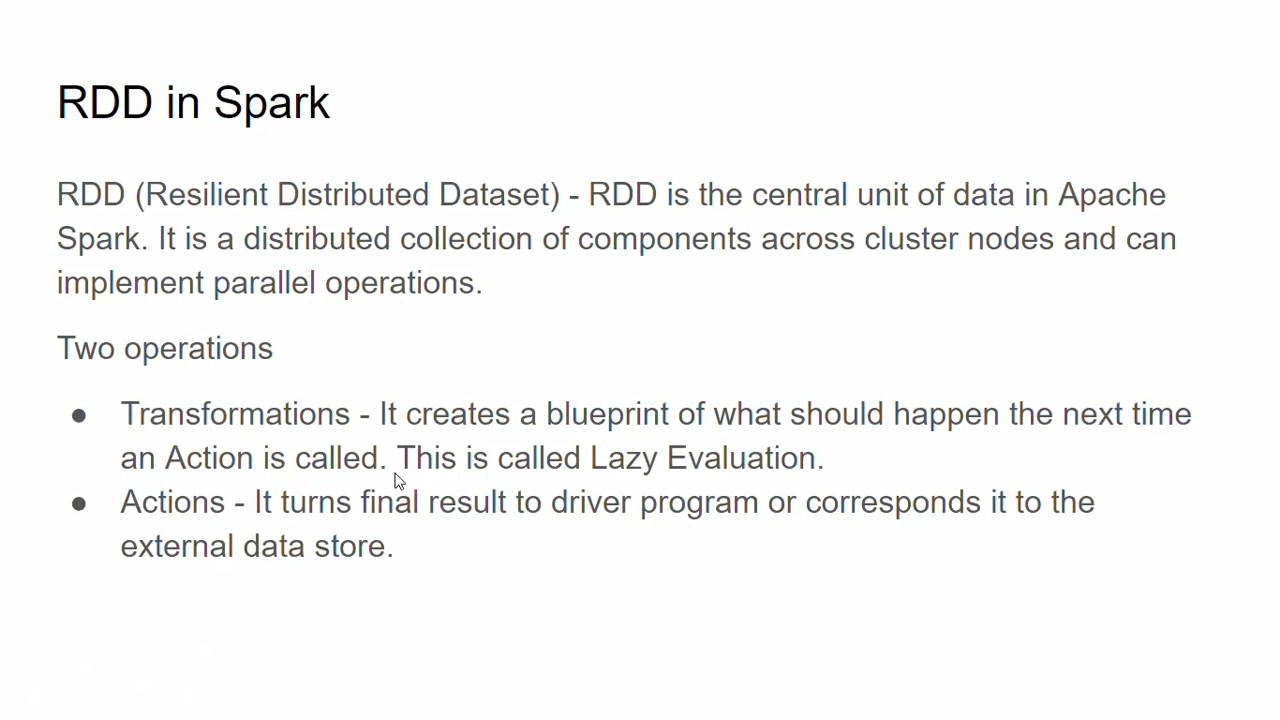 RDD in Spark
RDD (Resilient Distributed Dataset) - RDD is the central unit of data in Apache
Spark. It is a distributed collection of components across cluster nodes and can
implement parallel operations.
Two operations
● Transformations - It creates a blueprint of what should happen the next time
an Action is called. This is called Lazy Evaluation.
● Actions - It turns final result to driver program or corresponds it to the
external data store.